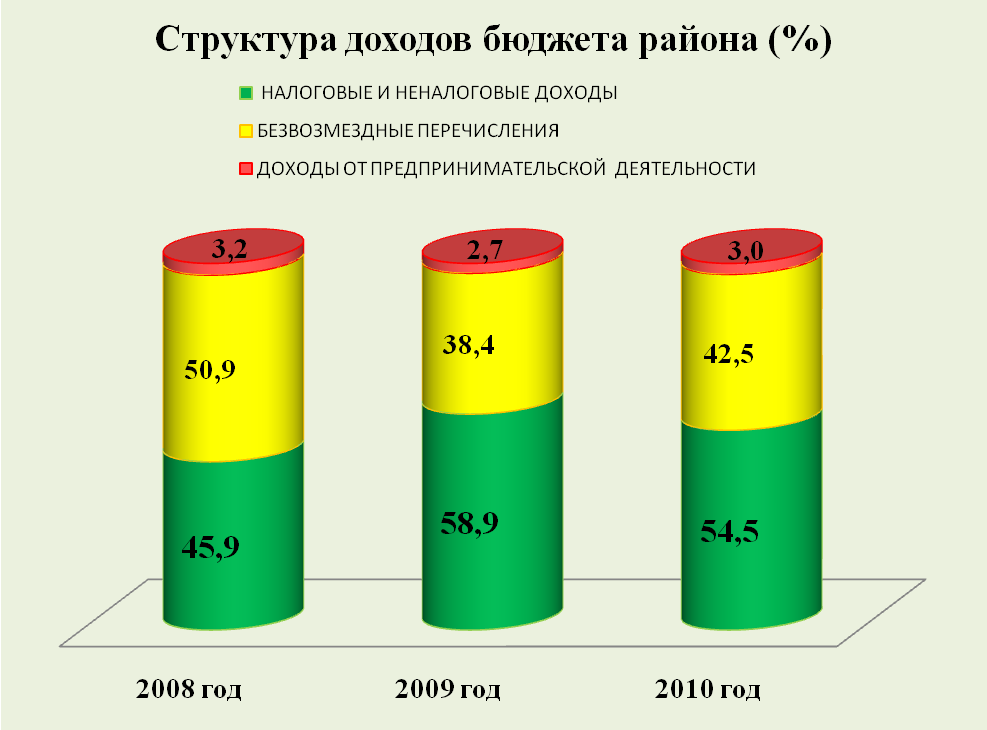 Структура доходов бюджета района (%)
НАЛОГОВЫЕ И НЕНАЛОГОВЫЕ ДОХОДЫ
БЕЗВОЗМЕЗДНЫЕ ПЕРЕЧИСЛЕНИЯ
ДОХОДЫ ОТ ПРЕДПРИНИМАТЕЛЬСКОЙ ДЕЯТЕЛЬНОСТИ
3,2 2,7 3,0
50,9 38,4 42,5
45,9 58,9 54,5
2008 год 2009 год 2010 год